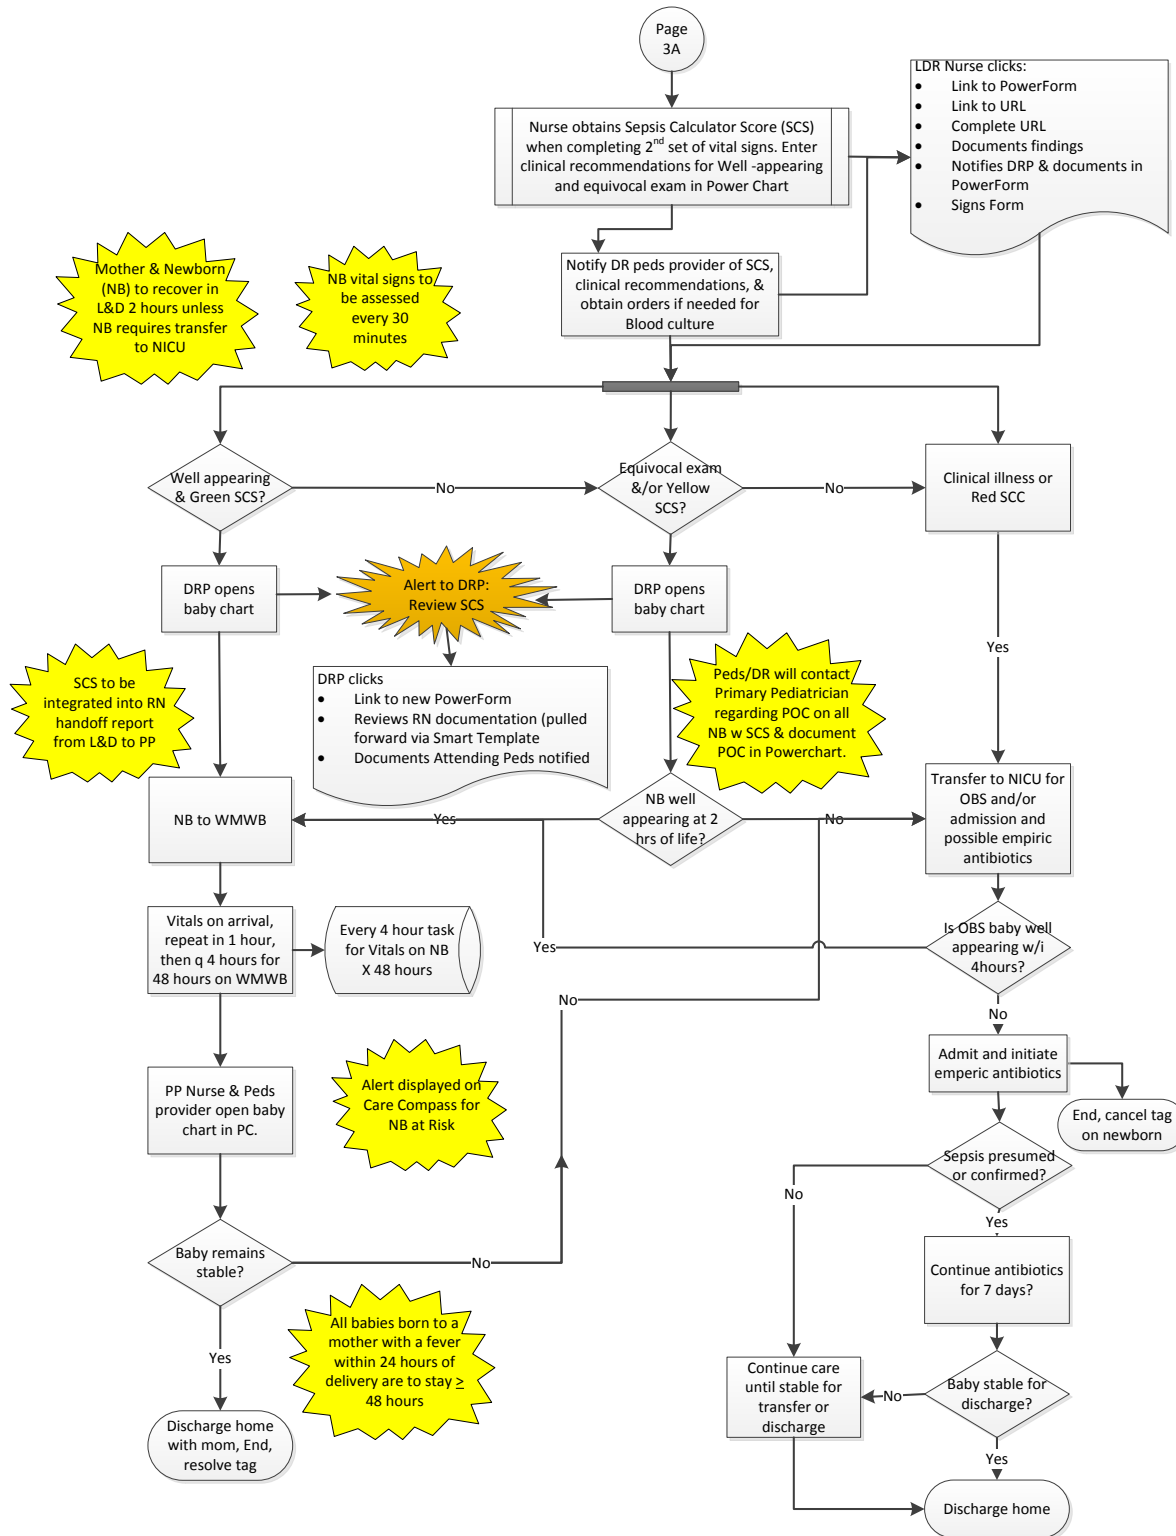 Page
3A
LDR Nurse clicks:
• Link to PowerForm
• Link to URL
• Complete URL
• Documents findings
• Notifies DRP & documents in
PowerForm
• Signs Form
Nurse obtains Sepsis Calculator Score (SCS)
when completing 2nd set of vital signs. Enter
clinical recommendations for Well -appearing
and equivocal exam in Power Chart
Mother & Newborn
(NB) to recover in
L&D 2 hours unless
NB requires transfer
to NICU
NB vital signs to
be assessed
every 30
minutes
Notify DR peds provider of SCS,
clinical recommendations, &
obtain orders if needed for
Blood culture
Well appearing
& Green SCS?
No
Equivocal exam
&/or Yellow
SCS?
No
Clinical illness or
Red SCC
DRP opens
baby chart
Alert to DRP:
Review SCS
DRP opens
baby chart
Yes
SCS to be
integrated into RN
handoff report
from L&D to PP
DRP clicks
• Link to new PowerForm
• Reviews RN documentation (pulled
forward via Smart Template
• Documents Attending Peds notified
Peds/DR will contact
Primary Pediatrician
regarding POC on all
NB w SCS & document
POC in Powerchart.
NB to WMWB
Yes
NB well
appearing at 2
hrs of life?
No
Transfer to NICU for
OBS and/or
admission and
possible empiric
antibiotics
Vitals on arrival,
repeat in 1 hour,
then q 4 hours for
48 hours on WMWB
Every 4 hour task
for Vitals on NB
X 48 hours
Yes
Is OBS baby well
appearing w/i
4hours?
No
No
Admit and initiate
emperic antibiotics
PP Nurse & Peds
provider open baby
chart in PC.
Alert displayed on
Care Compass for
NB at Risk
End, cancel tag
on newborn
Sepsis presumed
or confirmed?
No
Yes
Baby remains
stable?
No
Continue antibiotics
for 7 days?
All babies born to a
mother with a fever
within 24 hours of
delivery are to stay >
48 hours
Yes
Continue care
until stable for
transfer or
discharge
No
Baby stable for
discharge?
Discharge home
with mom, End,
resolve tag
Yes
Discharge home